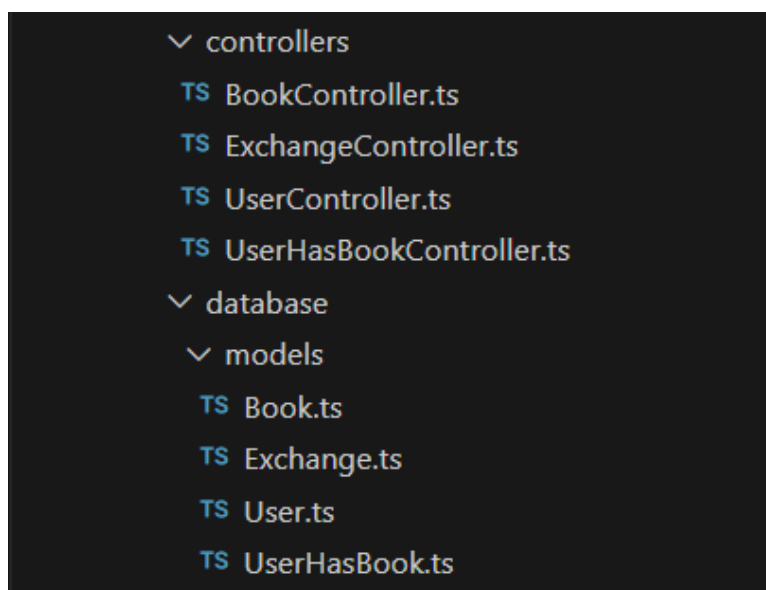 controllers
TS BookController.ts
TS ExchangeController.ts
TS UserController.ts
TS UserHasBookController.ts
database
models
TS Book.ts
TS Exchange.ts
TS User.ts
TS UserHasBook.ts